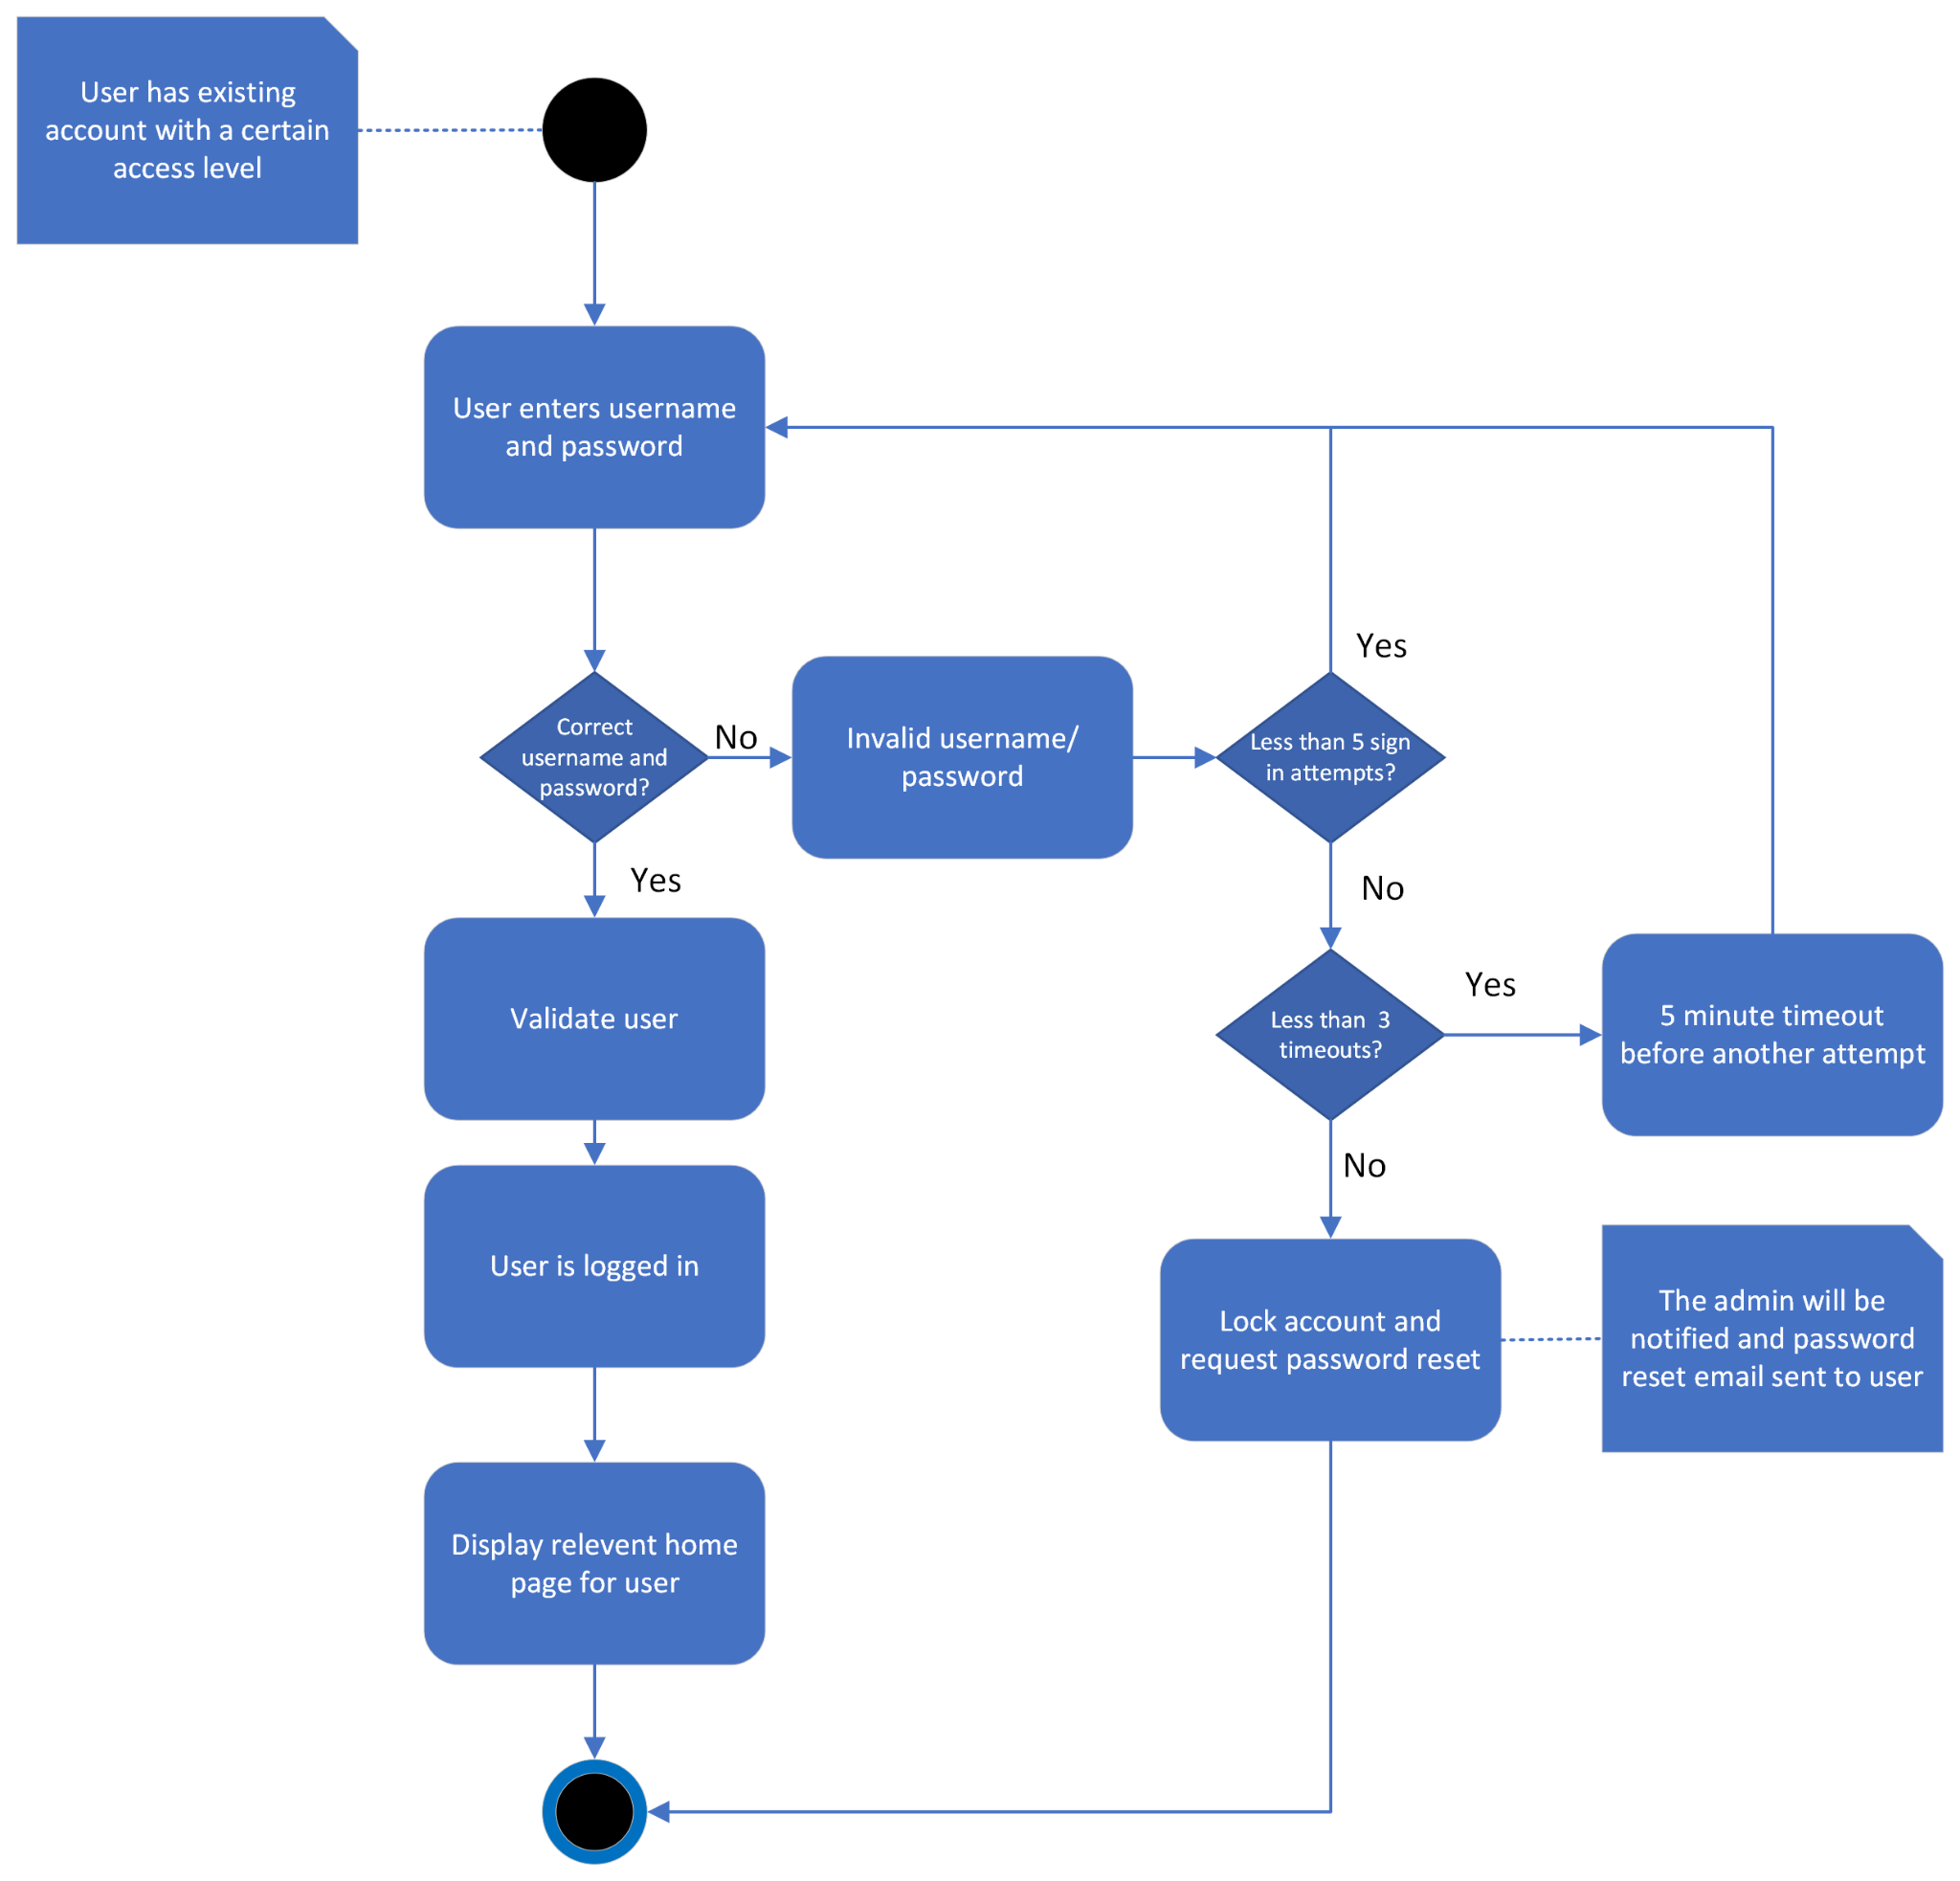 User has existing
account with a certain
access level
User enters username
and password
Correct
username and
password?
No
Invalid username/
password
Less than 5 sign
in attempts?
Yes
Yes
No
Validate user
Less than  3
timeouts?
Yes
5 minute timeout
before another attempt
No
User is logged in
Lock account and
request password reset
The admin will be
notified and password
reset email sent to user
Display relevent home
page for user